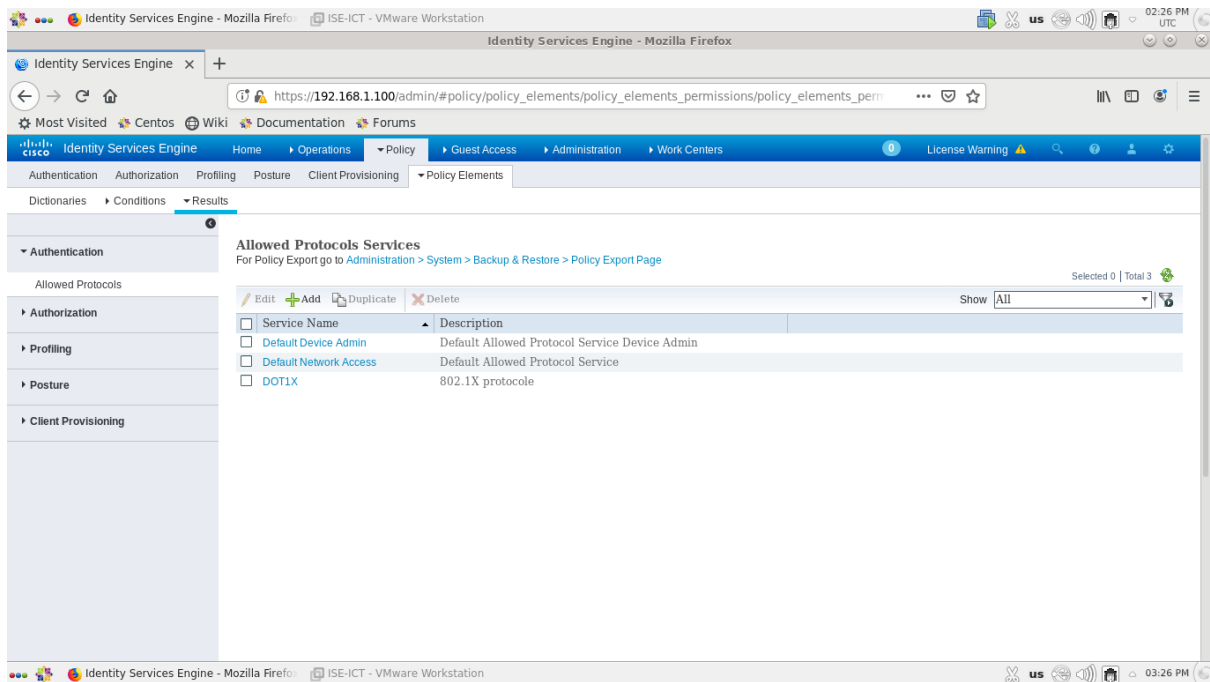 Identity Services Engine - Mozilla Firefo
ISE-ICT - VMware Workstation
us
02:26 PM
UTC
Identity Services Engine - Mozilla Firefox
Identity Services Engine
https://192.168.1.100/admin/#policy/policy_elements/policy_elements_permissions/policy_elements_perm
Most Visited Centos Wiki Documentation Forums
cisco Identity Services Engine Home Operations Policy Guest Access Administration Work Centers 0 License Warning
Authentication Authorization Profiling Posture Client Provisioning Policy Elements
Dictionaries Conditions Results
Authentication
Allowed Protocols
Authorization
Profiling
Posture
Client Provisioning
Allowed Protocols Services
For Policy Export go to Administration > System > Backup & Restore > Policy Export Page
Selected 0 | Total 3
Edit Add Duplicate Delete Show All
Service Name Description
Default Device Admin Default Allowed Protocol Service Device Admin
Default Network Access Default Allowed Protocol Service
DOT1X 802.1X protocole
Identity Services Engine - Mozilla Firefo
ISE-ICT - VMware Workstation
us
03:26 PM